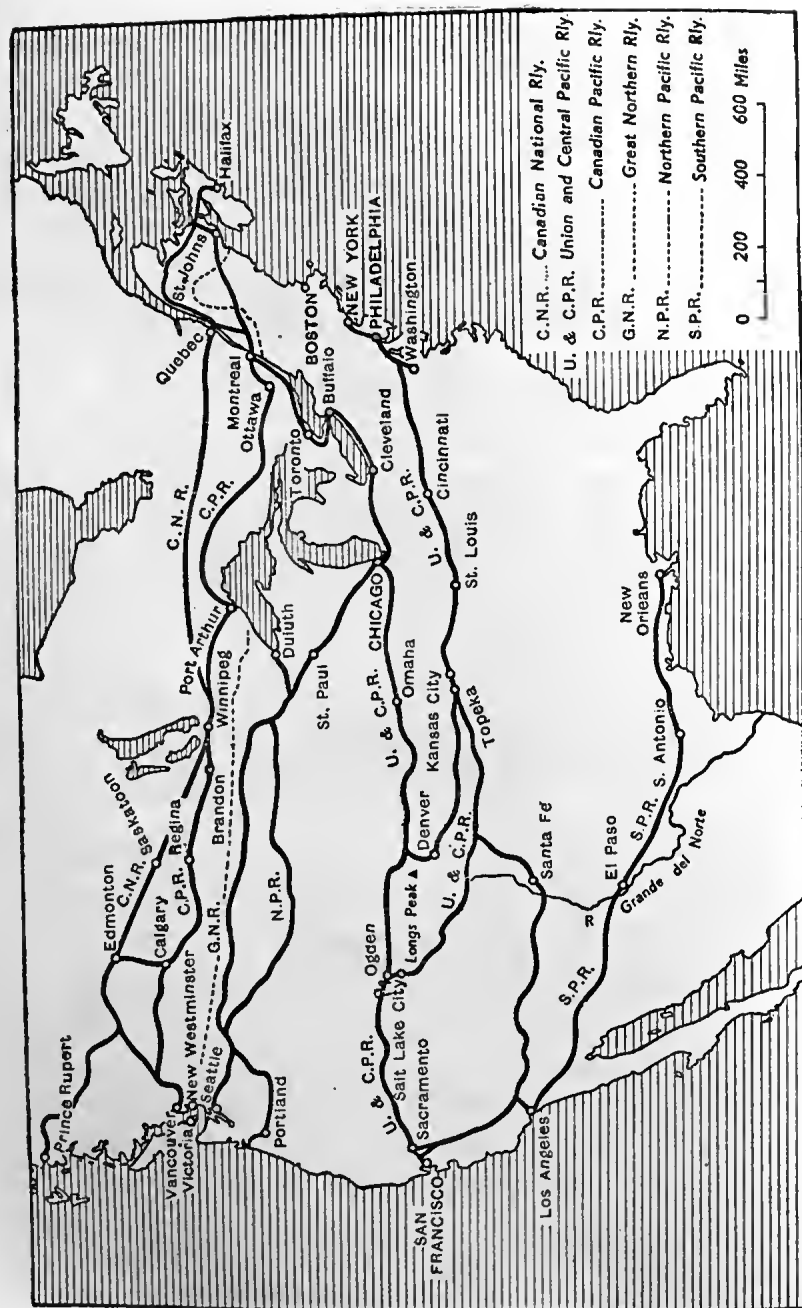 Prince Rupert
Edmonton
C.N.R.
Saskatoon
Calgary
C.P.R.
Regina
Vancouver
Victoria
New Westminster
Seattle
Portland
Brandon
Winnipeg
Port Arthur
C. N. R.
C.P.R.
Quebec
St. Johns
Halifax
Montreal
Ottawa
G.N.R.
N.P.R.
Duluth
St. Paul
Toronto
Buffalo
BOSTON
NEW YORK
PHILADELPHIA
Washington
Cleveland
CHICAGO
U. & C.P.R.
Omaha
U. & C.P.R.
Cincinnati
St. Louis
Kansas City
Topeka
Denver
Longs Peak
U. & C.P.R.
Ogden
Salt Lake City
U. & C.P.R.
Sacramento
SAN
FRANCISCO
Los Angeles
Santa Fé
S.P.R.
El Paso
R
Grande del Norte
S.P.R.
S. Antonio
New
Orleans
C.N.R.... Canadian National Rly.
U. & C.P.R. Union and Central Pacific Rly.
C.P.R. Canadian Pacific Rly.
G.N.R. Great Northern Rly.
N.P.R. Northern Pacific Rly.
S.P.R. Southern Pacific Rly.
0 200 400 600 Miles